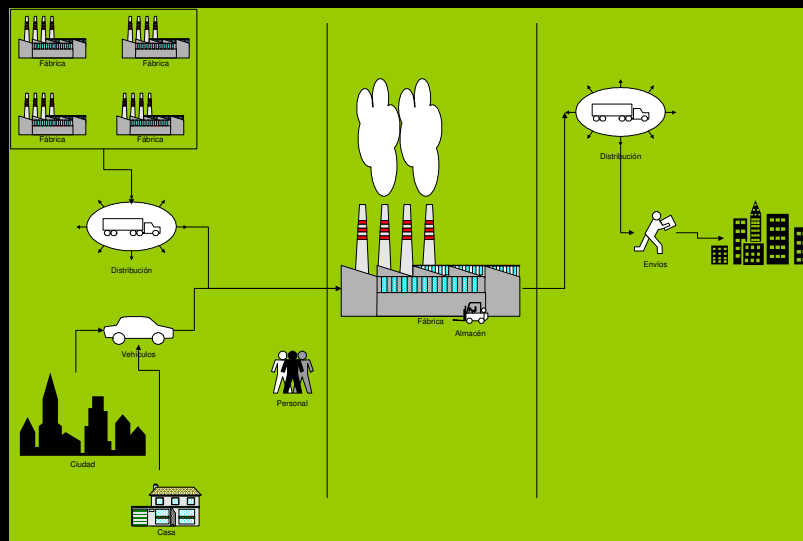 Fábrica
Fábrica
Fábrica
Fábrica
Distribución
Vehículos
Ciudad
Casa
Personal
Fábrica
Almacén
Distribución
Envíos